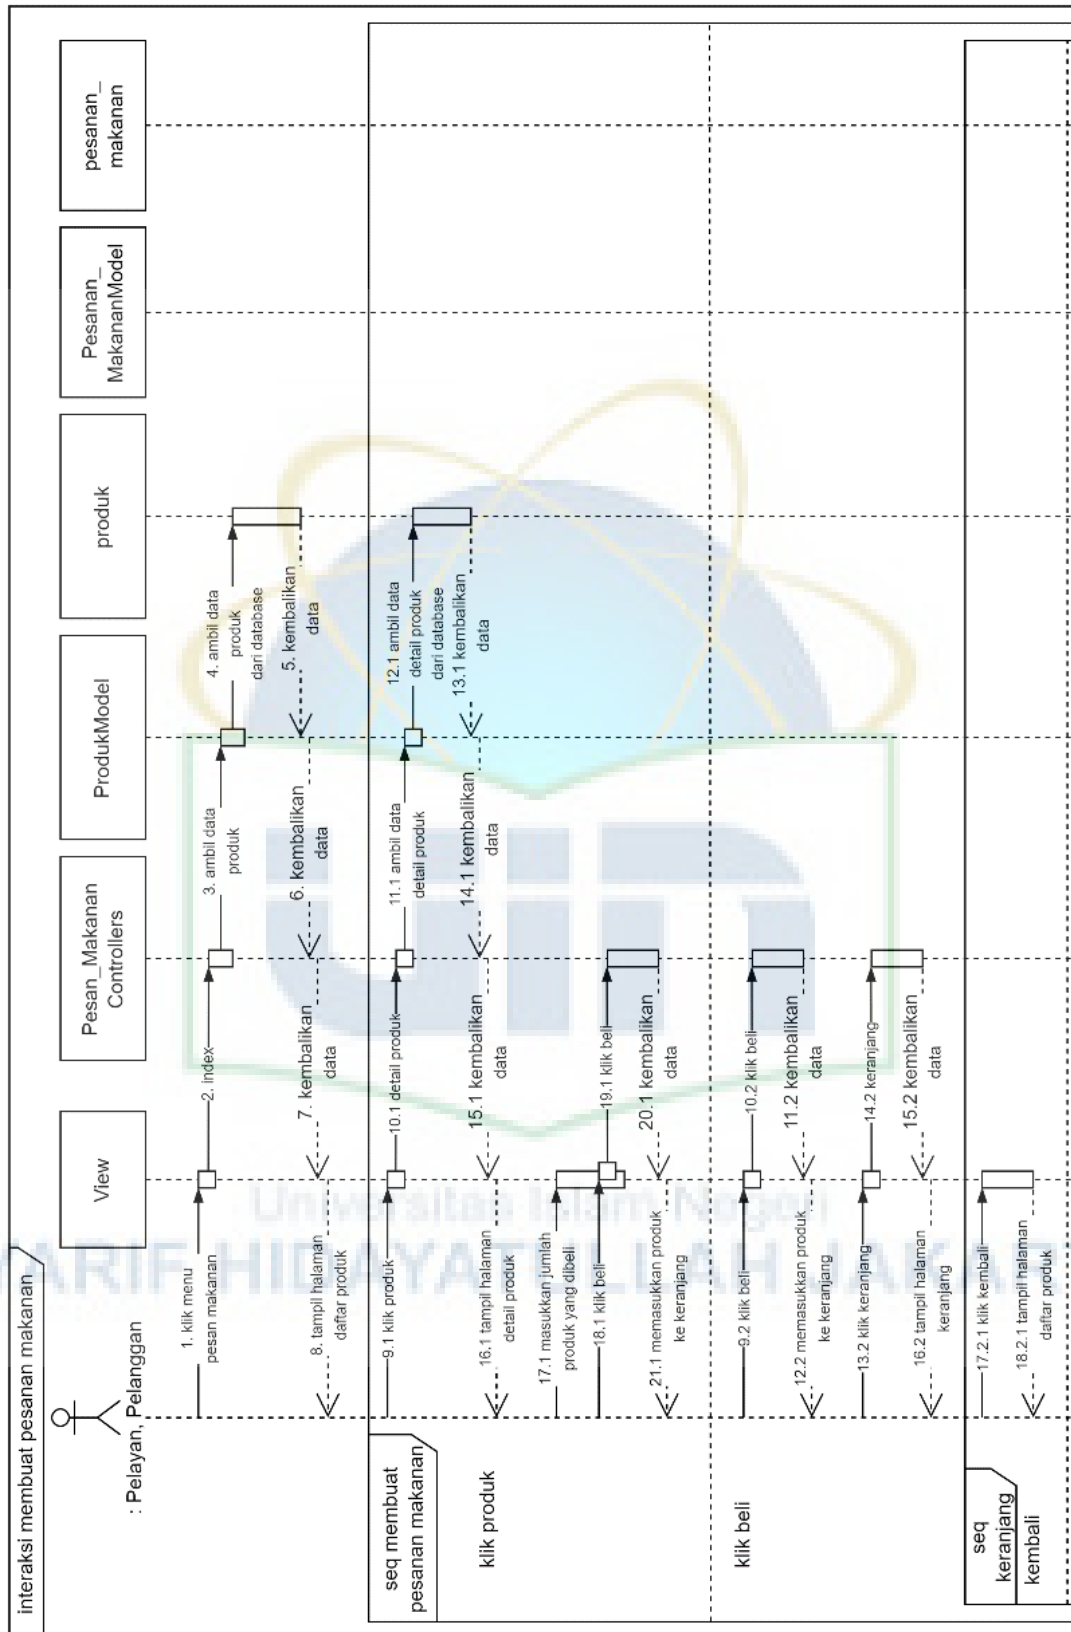 interaksi membuat pesanan makanan
: Pelayan, Pelanggan
View
Pesan_Makanan
Controllers
ProdukModel
produk
Pesanan_
MakananModel
pesanan_
makanan
1. klik menu
pesan makanan
2. index
3. ambil data
produk
4. ambil data
produk
dari database
5. kembalikan
data
6. kembalikan
data
7. kembalikan
data
8. tampil halaman
daftar produk
seq membuat
pesanan makanan
klik produk
9.1 klik produk
10.1 detail produk
11.1 ambil data
detail produk
12.1 ambil data
detail produk
dari database
13.1 kembalikan
data
14.1 kembalikan
data
15.1 kembalikan
data
16.1 tampil halaman
detail produk
17.1 masukkan jumlah
produk yang dibeli
18.1 klik beli
19.1 klik beli
20.1 kembalikan
data
21.1 memasukkan produk
ke keranjang
klik beli
9.2 klik beli
10.2 klik beli
11.2 kembalikan
data
12.2 memasukkan produk
ke keranjang
13.2 klik keranjang
14.2 keranjang
15.2 kembalikan
data
16.2 tampil halaman
keranjang
seq
keranjang
kembali
17.2.1 klik kembali
18.2.1 tampil halaman
daftar produk
uin
Universitas Islam Negeri
YARIF HIDAYATULLAH JAKART